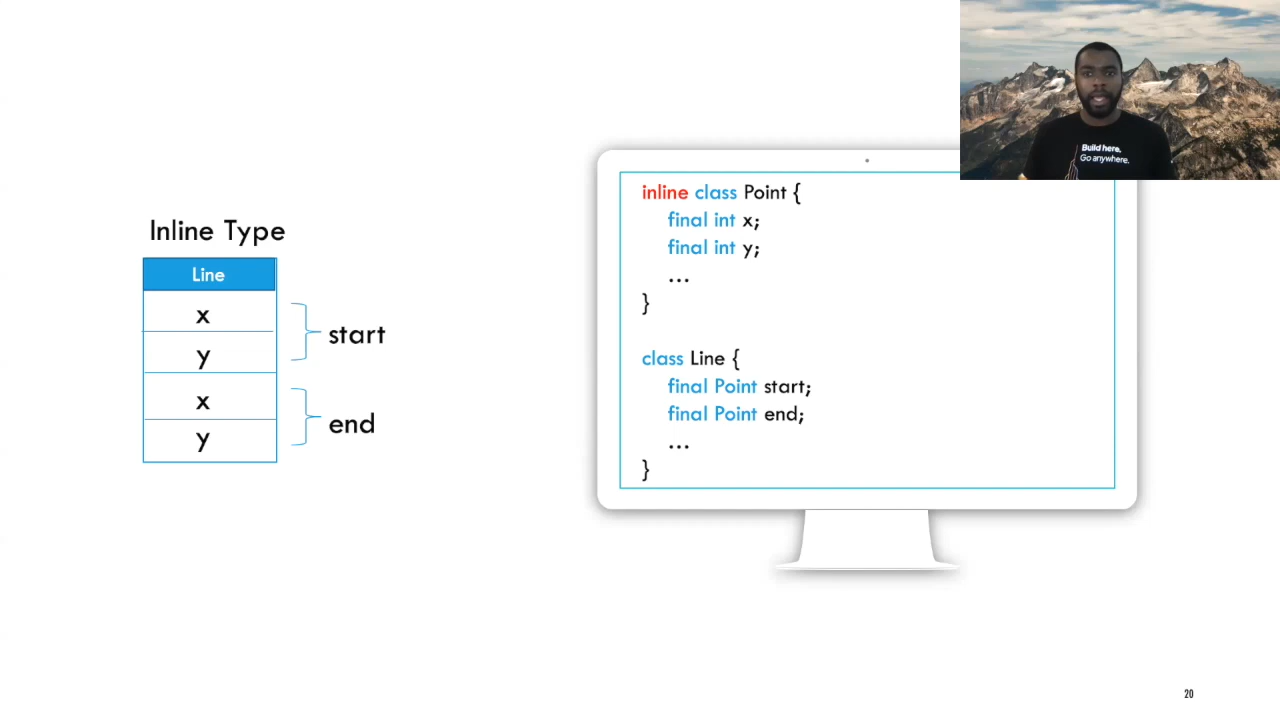 Build here.
Go anywhere.
Inline Type
Line
x
y
start
x
y
end
inline class Point {
final int x;
final int y;
...
}
class Line {
final Point start;
final Point end;
...
}
20